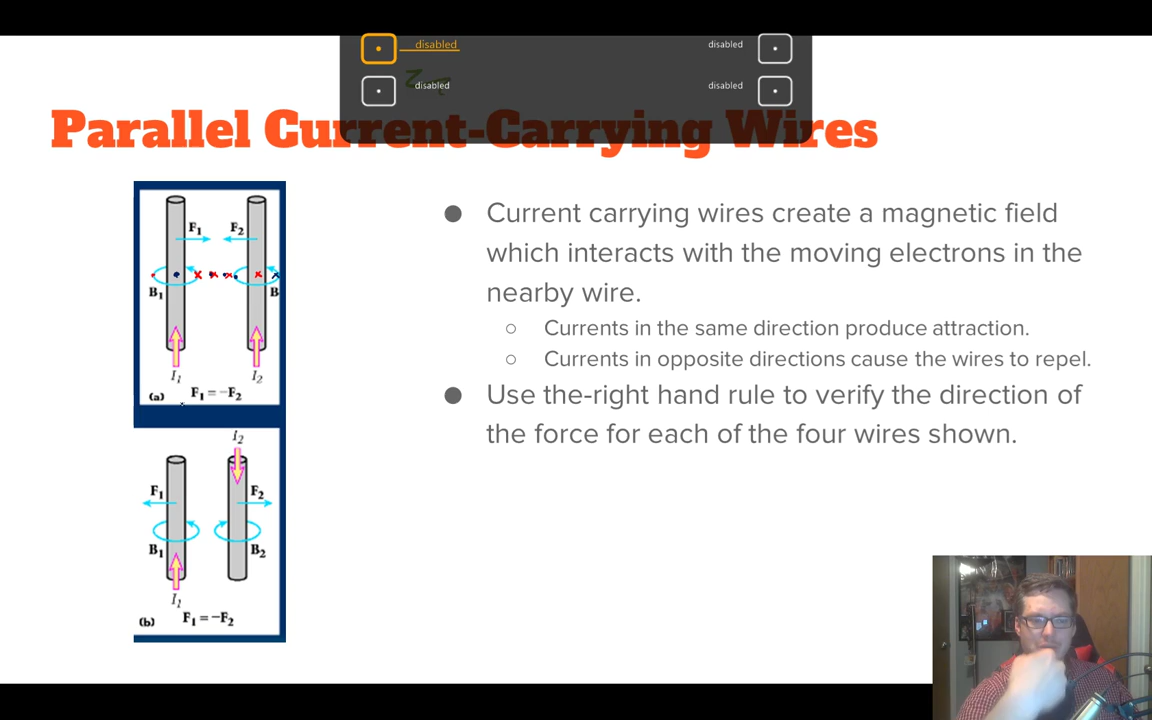 disabled
disabled
disabled
disabled
Parallel Current-Carrying Wires
F₁ F₂
B₁ B
I₁ I₂
(a) F₁ = −F₂
I₂
F₁ F₂
B₁ B₂
I₁
(b) F₁ = −F₂
● Current carrying wires create a magnetic field
which interacts with the moving electrons in the
nearby wire.
○ Currents in the same direction produce attraction.
○ Currents in opposite directions cause the wires to repel.
● Use the-right hand rule to verify the direction of
the force for each of the four wires shown.